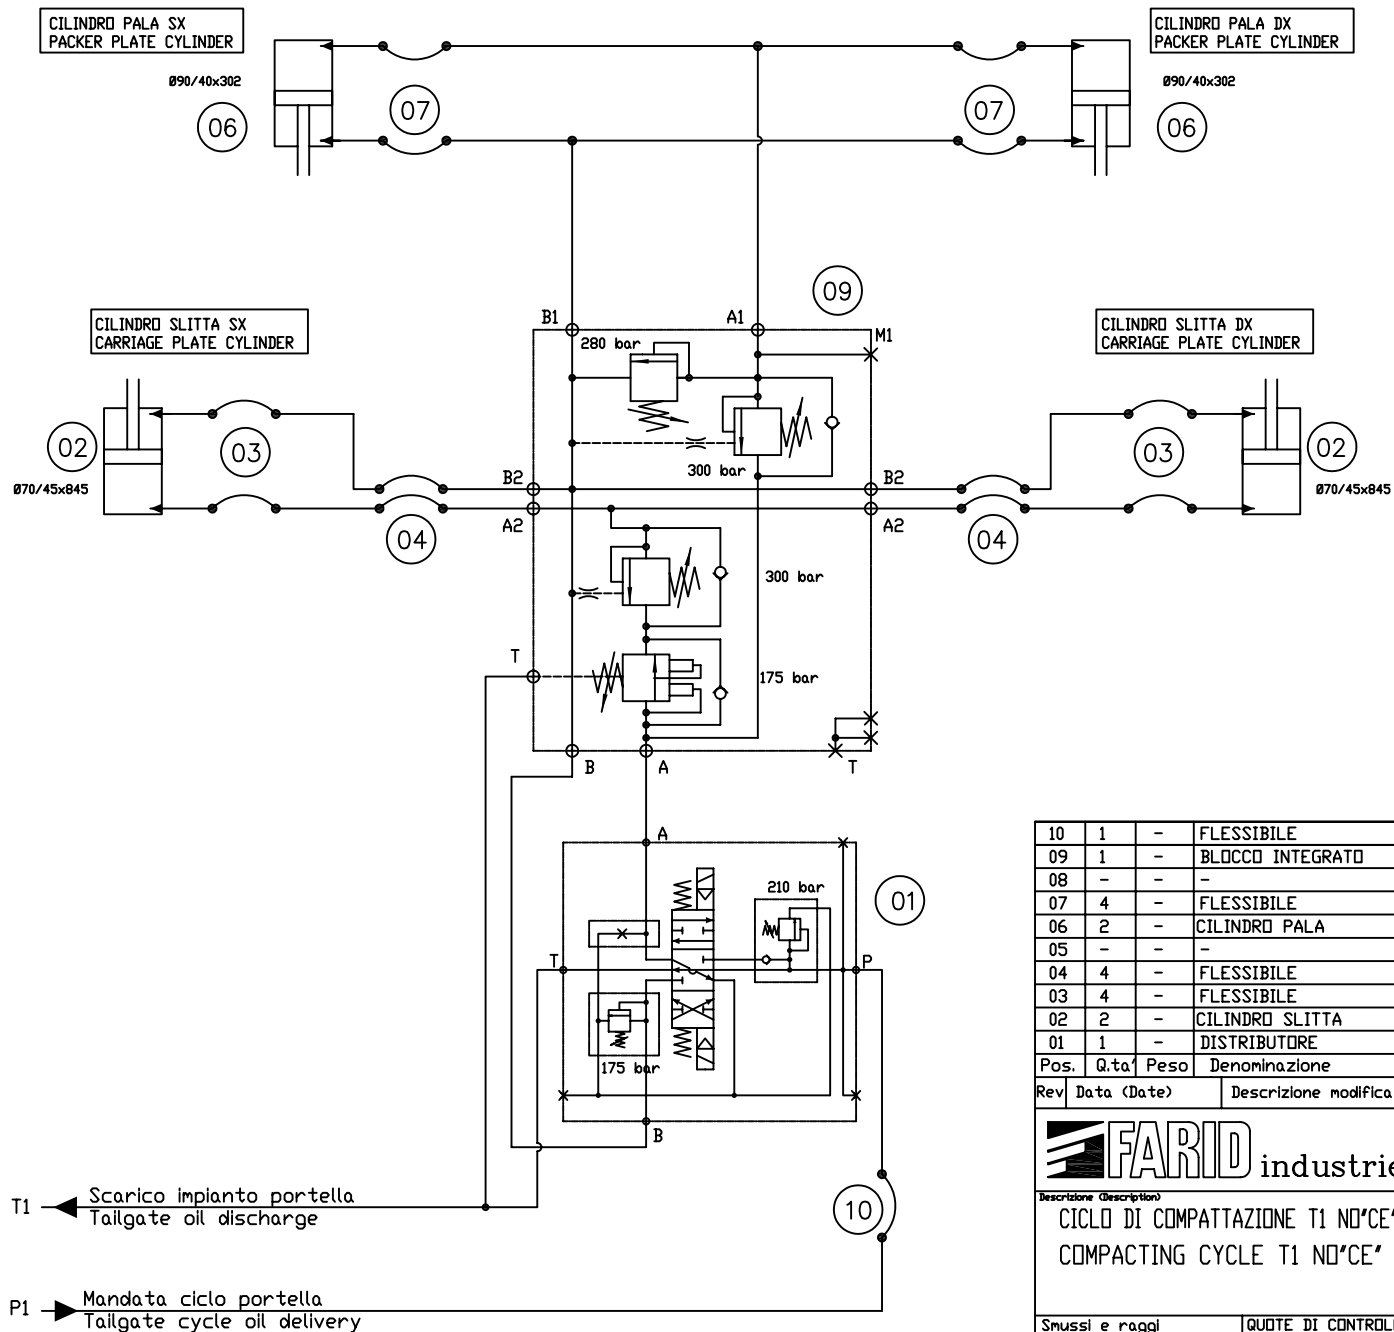 CILINDRO PALA SX
PACKER PLATE CYLINDER
CILINDRO PALA DX
PACKER PLATE CYLINDER
Ø90/40x302
Ø90/40x302
06
07
07
06
09
CILINDRO SLITTA SX
CARRIAGE PLATE CYLINDER
CILINDRO SLITTA DX
CARRIAGE PLATE CYLINDER
B1
A1
M1
280 bar
02
03
03
02
300 bar
Ø70/45x845
Ø70/45x845
B2
B2
A2
A2
04
04
300 bar
T
175 bar
B
A
T
A
210 bar
01
T
P
175 bar
B
10
T1
Scarico impianto portella
Tailgate oil discharge
P1
Mandata ciclo portella
Tailgate cycle oil delivery
10 1 - FLESSIBILE
09 1 - BLOCCO INTEGRATO
08 - - -
07 4 - FLESSIBILE
06 2 - CILINDRO PALA
05 - - -
04 4 - FLESSIBILE
03 4 - FLESSIBILE
02 2 - CILINDRO SLITTA
01 1 - DISTRIBUTORE
Pos. Q.ta' Peso Denominazione
Rev Data (Date) Descrizione modifica
FARID industrie
Descrizione (Description)
CICLO DI COMPATTAZIONE T1 NO"CE"
COMPACTING CYCLE T1 NO"CE"
Smussi e raggi QUOTE DI CONTROL